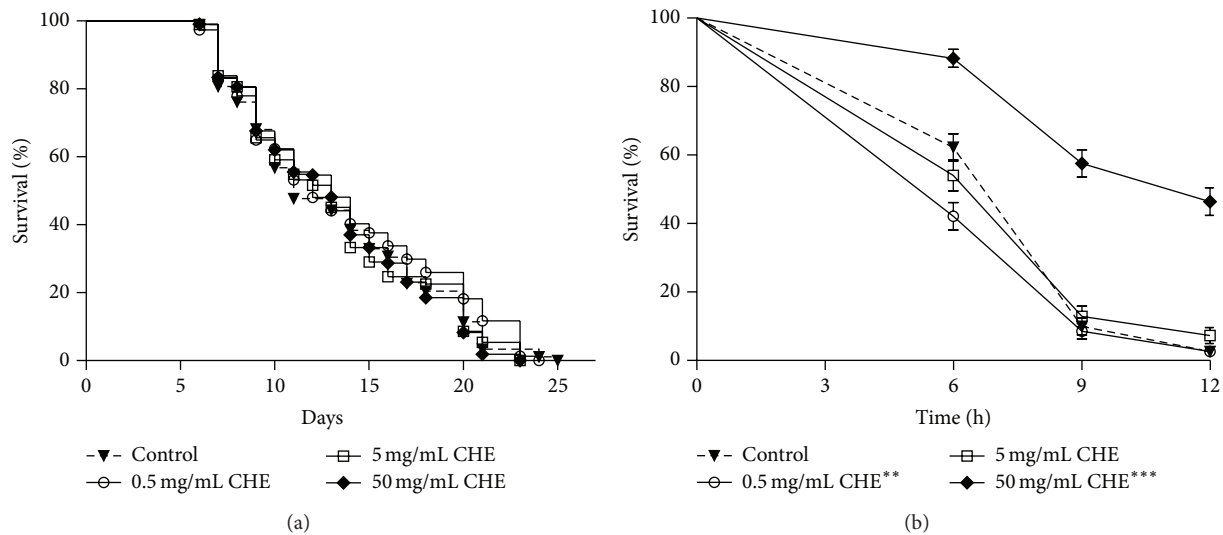 100
80
60
40
20
0
Survival (%)
0 5 10 15 20 25
Days
Control
0.5 mg/mL CHE
5 mg/mL CHE
50 mg/mL CHE
(a)
100
80
60
40
20
0
Survival (%)
0 3 6 9 12
Time (h)
Control
0.5 mg/mL CHE**
5 mg/mL CHE
50 mg/mL CHE***
(b)